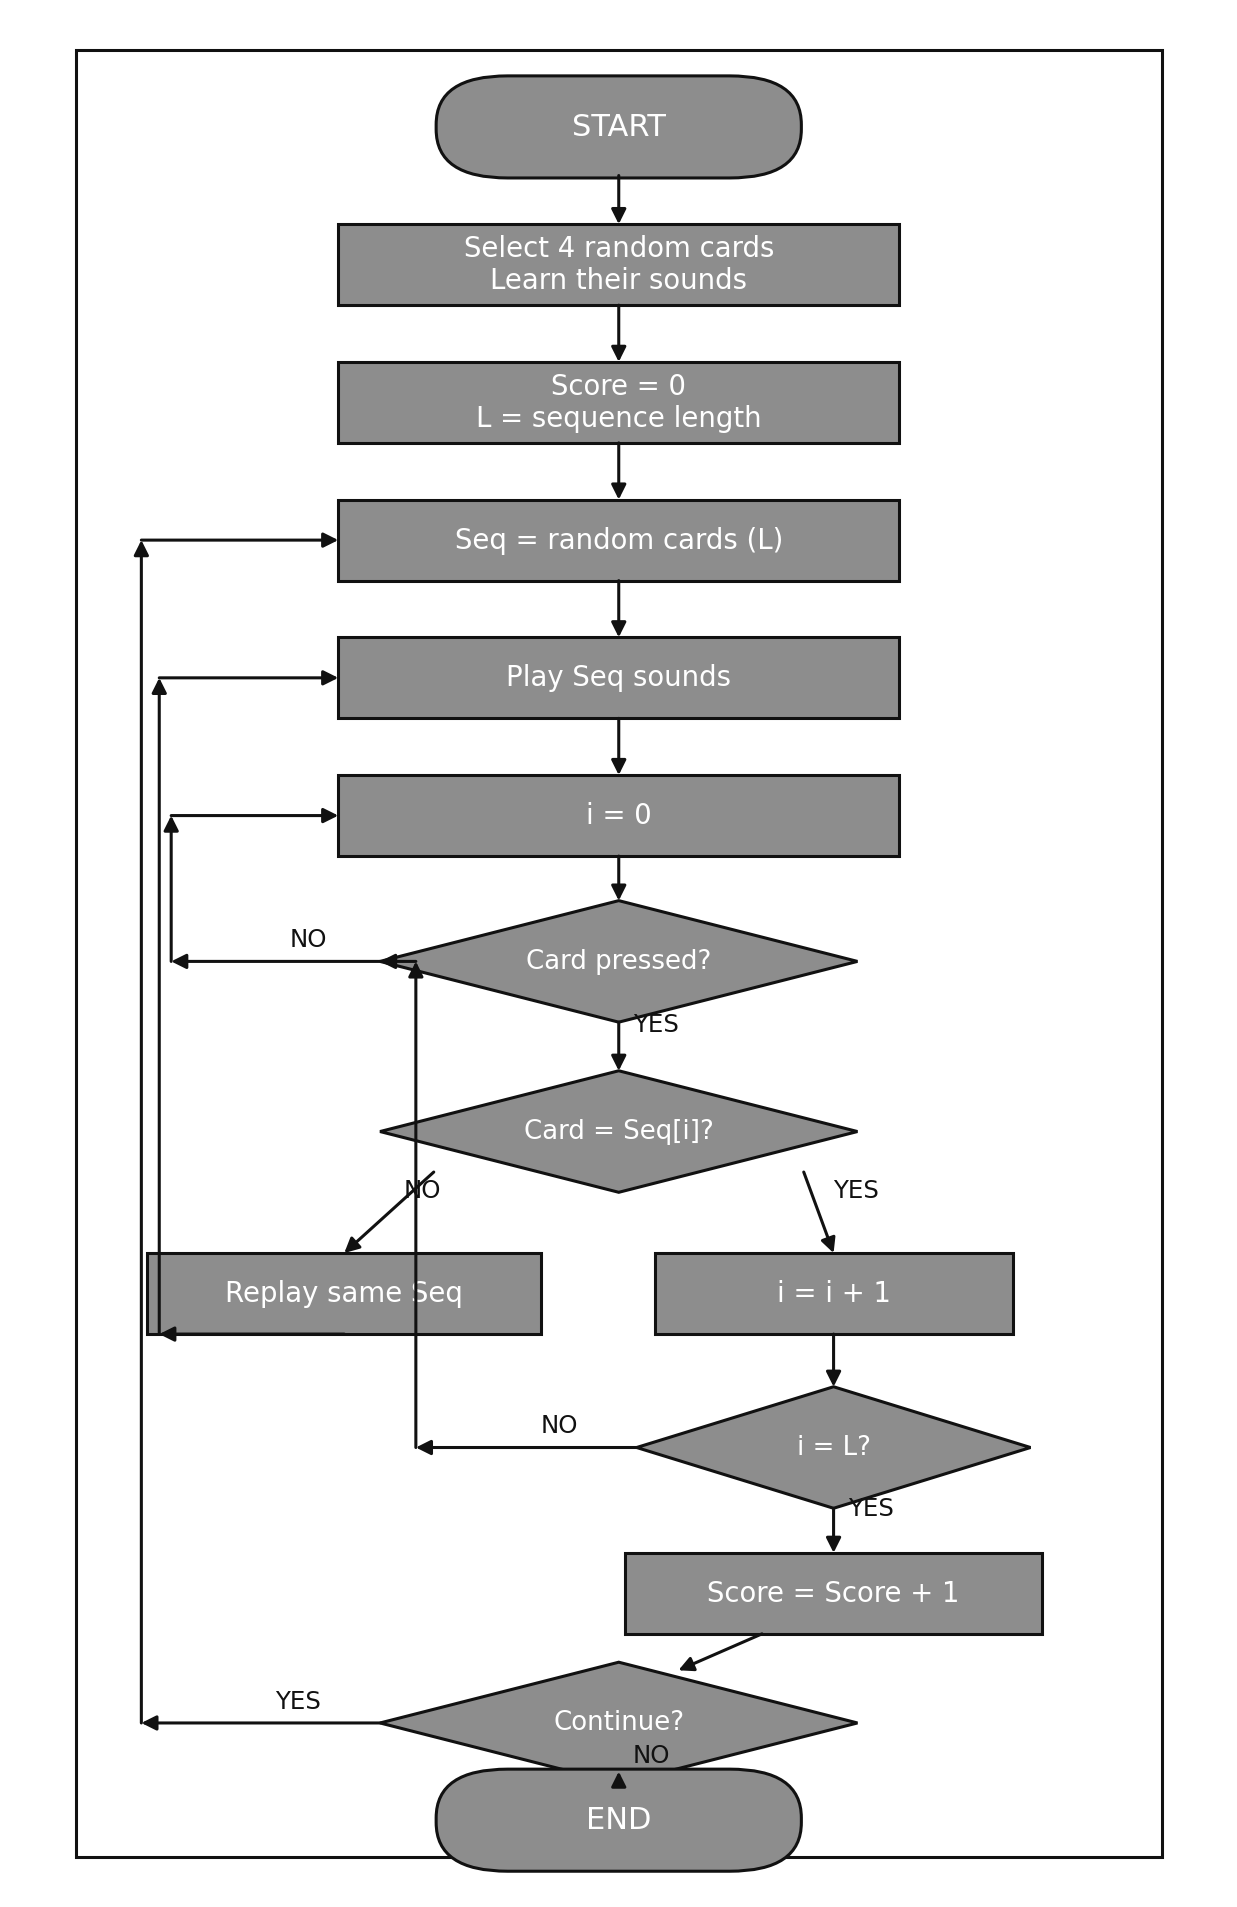 START
Select 4 random cards
Learn their sounds
Score = 0
L = sequence length
Seq = random cards (L)
Play Seq sounds
i = 0
NO
Card pressed?
YES
Card = Seq[i]?
NO
YES
Replay same Seq
i = i + 1
NO
i = L?
YES
Score = Score + 1
YES
Continue?
NO
END